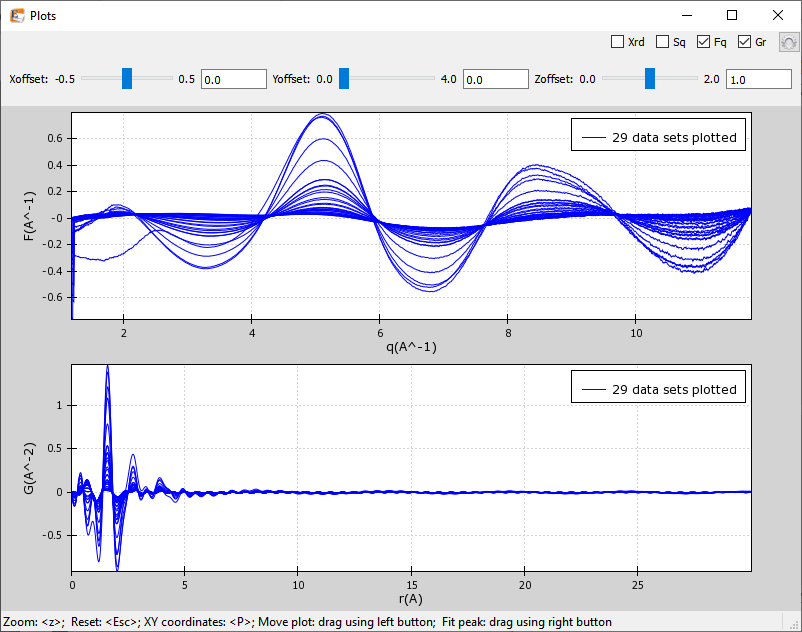 Plots
Xrd Sq Fq Gr
Xoffset: -0.5 0.5 0.0 Yoffset: 0.0 4.0 0.0 Zoffset: 0.0 2.0 1.0
29 data sets plotted
F(A^-1)
0.6
0.4
0.2
-0
-0.2
-0.4
-0.6
2 4 6 8 10
q(A^-1)
29 data sets plotted
G(A^-2)
1
0.5
0
-0.5
0 5 10 15 20 25
r(A)
Zoom: <z>; Reset: <Esc>; XY coordinates: <P>; Move plot: drag using left button; Fit peak: drag using right button